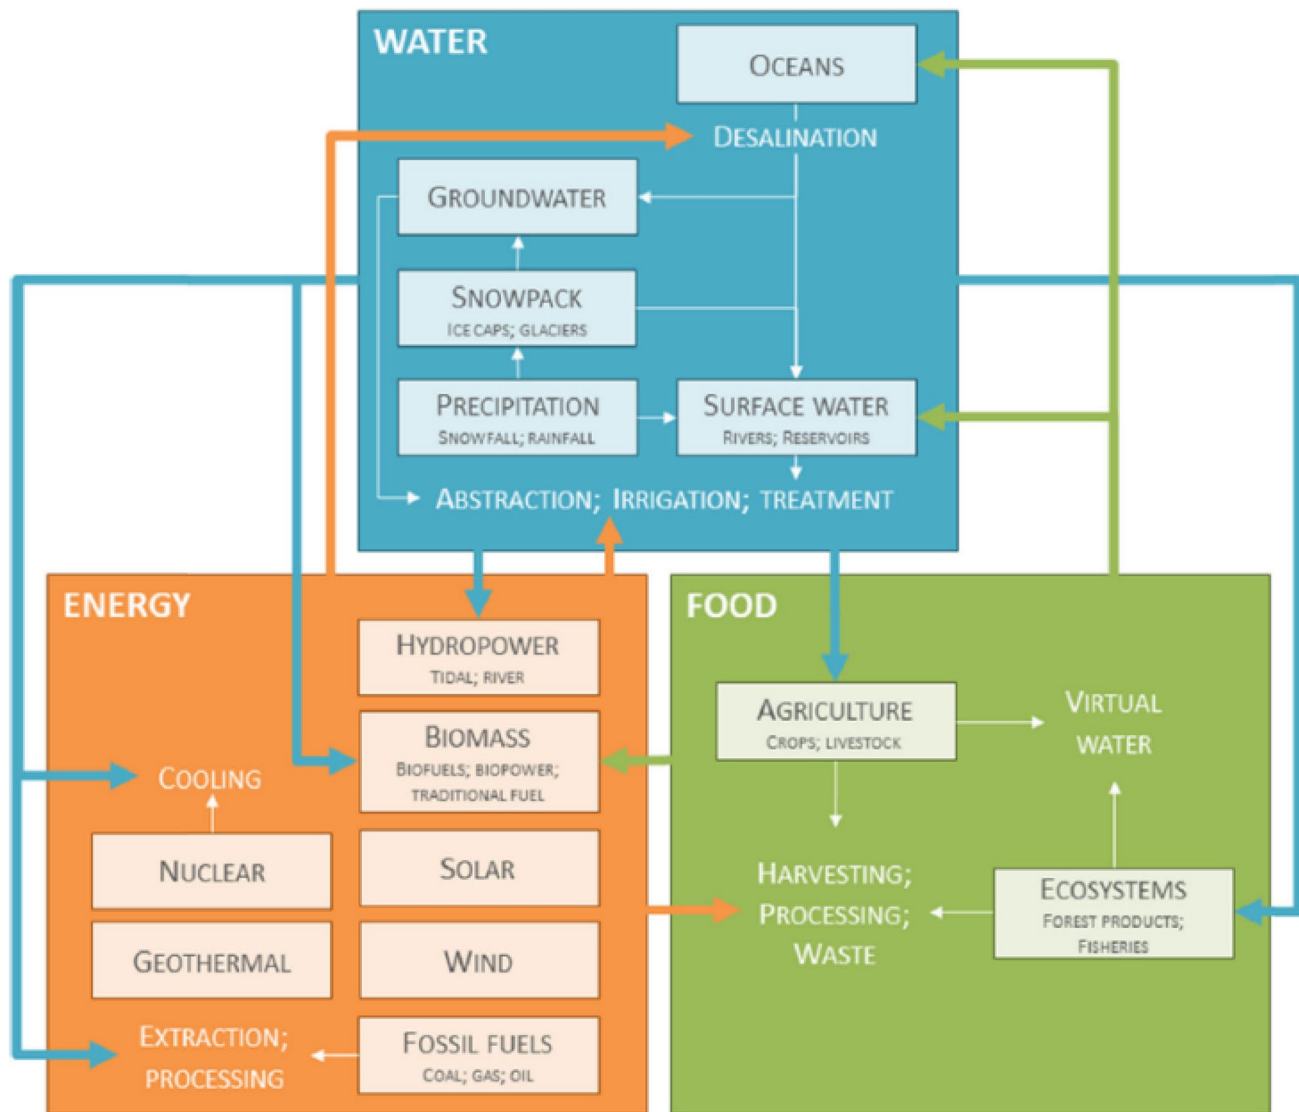 WATER
OCEANS
DESALINATION
GROUNDWATER
SNOWPACK
ICE CAPS; GLACIERS
PRECIPITATION
SNOWFALL; RAINFALL
SURFACE WATER
RIVERS; RESERVOIRS
ABSTRACTION; IRRIGATION; TREATMENT
ENERGY
HYDROPOWER
TIDAL; RIVER
BIOMASS
BIOFUELS; BIOPOWER;
TRADITIONAL FUEL
COOLING
NUCLEAR
SOLAR
GEOTHERMAL
WIND
EXTRACTION;
PROCESSING
FOSSIL FUELS
COAL; GAS; OIL
FOOD
AGRICULTURE
CROPS; LIVESTOCK
VIRTUAL
WATER
HARVESTING;
PROCESSING;
WASTE
ECOSYSTEMS
FOREST PRODUCTS;
FISHERIES